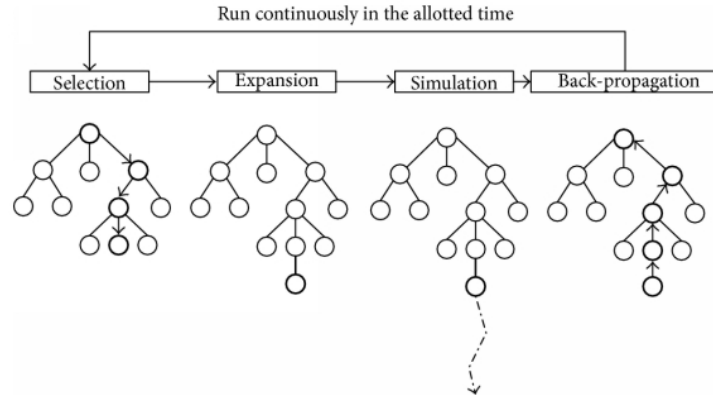 Run continuously in the allotted time
Selection
Expansion
Simulation
Back-propagation